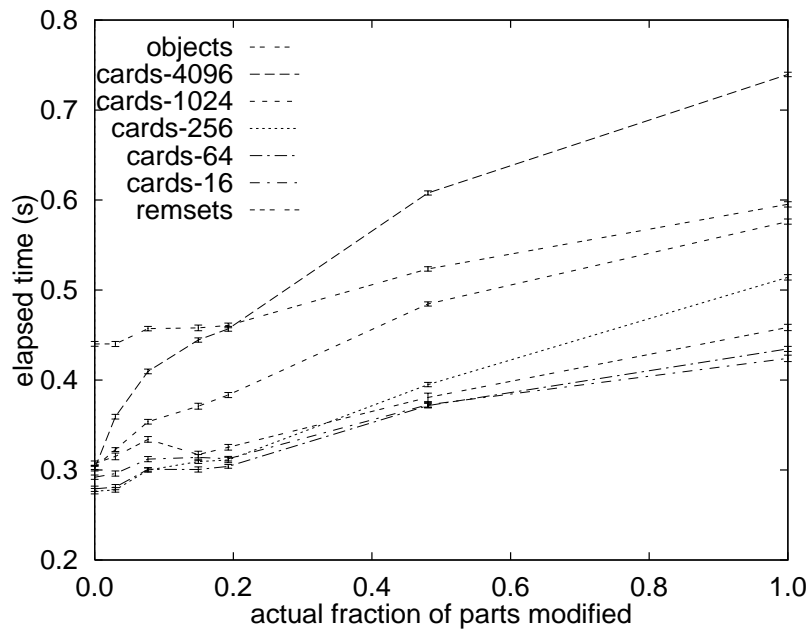 0.8
0.7
0.6
0.5
0.4
0.3
0.2
elapsed time (s)
objects
cards-4096
cards-1024
cards-256
cards-64
cards-16
remsets
0.0 0.2 0.4 0.6 0.8 1.0
actual fraction of parts modified